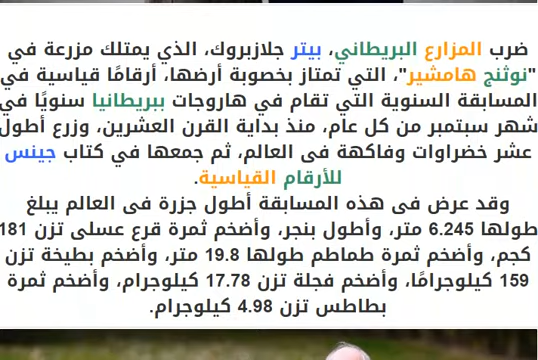 ضرب المزارع البريطاني، بيتر جلازبروك، الذي يمتلك مزرعة في
"نوثنج هامشير"، التي تمتاز بخصوبة أرضها، أرقامًا قياسية في
المسابقة السنوية التي تقام في هاروجات ببريطانيا سنويًا في
شهر سبتمبر من كل عام، منذ بداية القرن العشرين، وزرع أطول
عشر خضراوات وفاكهة فى العالم، ثم جمعها في كتاب جينس
للأرقام القياسية.
وقد عرض فى هذه المسابقة أطول جزرة فى العالم يبلغ
طولها 6.245 متر، وأطول بنجر، وأضخم ثمرة قرع عسلى تزن 181
كجم، وأضخم ثمرة طماطم طولها 19.8 متر، وأضخم بطيخة تزن
159 كيلوجرامًا، وأضخم فجلة تزن 17.78 كيلوجرام، وأضخم ثمرة
بطاطس تزن 4.98 كيلوجرام.